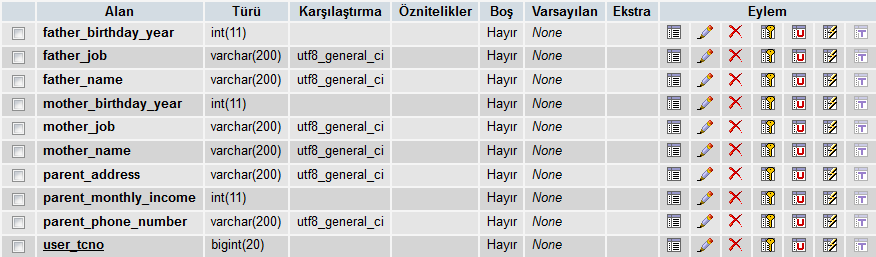 Alan Türü Karşılaştırma Öznitelikler Boş Varsayılan Ekstra Eylem
father_birthday_year int(11) Hayır None
father_job varchar(200) utf8_general_ci Hayır None
father_name varchar(200) utf8_general_ci Hayır None
mother_birthday_year int(11) Hayır None
mother_job varchar(200) utf8_general_ci Hayır None
mother_name varchar(200) utf8_general_ci Hayır None
parent_address varchar(200) utf8_general_ci Hayır None
parent_monthly_income int(11) Hayır None
parent_phone_number varchar(200) utf8_general_ci Hayır None
user_tcno bigint(20) Hayır None